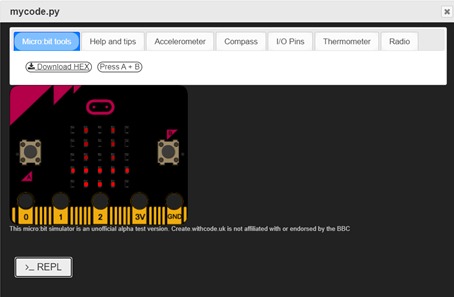 mycode.py
Micro:bit tools Help and tips Accelerometer Compass I/O Pins Thermometer Radio
Download HEX Press A + B
0 1 2 3V GND
This micro:bit simulator is an unofficial alpha test version. Create.withcode.uk is not affiliated with or endorsed by the BBC
>_ REPL